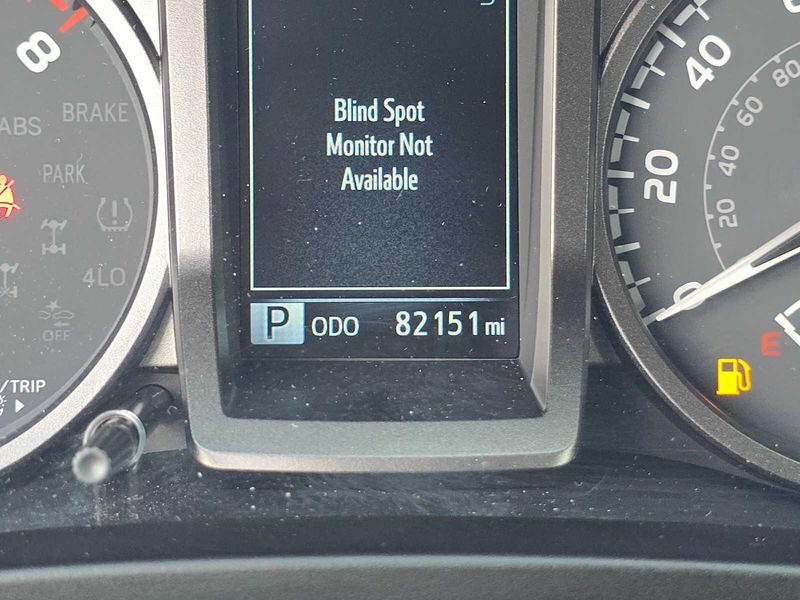 8
ABS
BRAKE
PARK
4LO
OFF
/TRIP
Blind Spot
Monitor Not
Available
P ODO 82151 mi
0
20
40
20
40
60
80
E